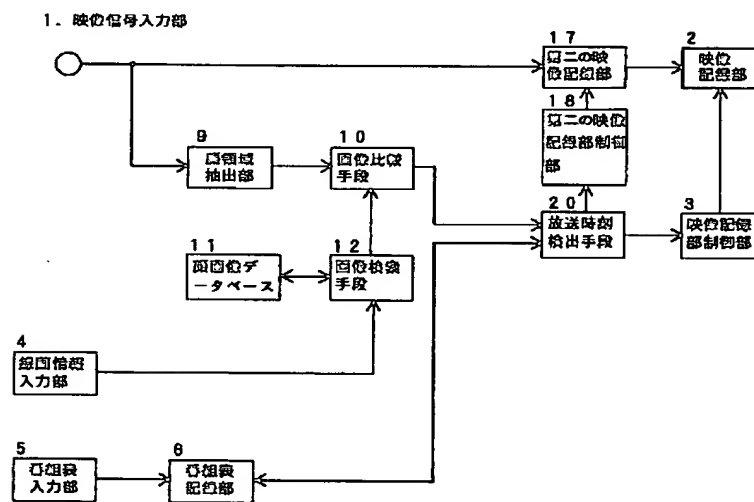 1. 映像信号入力部
17
第二の映
像記録部
2
映像
記録部
18
第二の映像
記録部制御
部
9
顔領域
抽出部
10
画像比較
手段
20
放送時刻
検出手段
3
映像記録
部制御部
11
顔画像デ
ータベース
12
画像検索
手段
4
録画情報
入力部
5
番組表
入力部
6
番組表
記録部